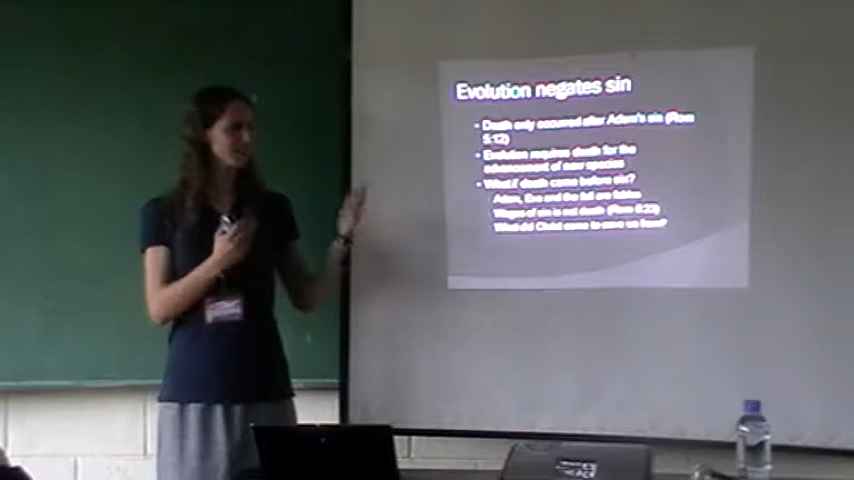 Evolution negates sin
• Death only occurred after Adam's sin (Rom
5:12)
• Evolution requires death for the
advancement of new species
• What if death came before sin?
Adam, Eve and the fall are fables
Wages of sin is not death (Rom 6:23)
What did Christ come to save us from?